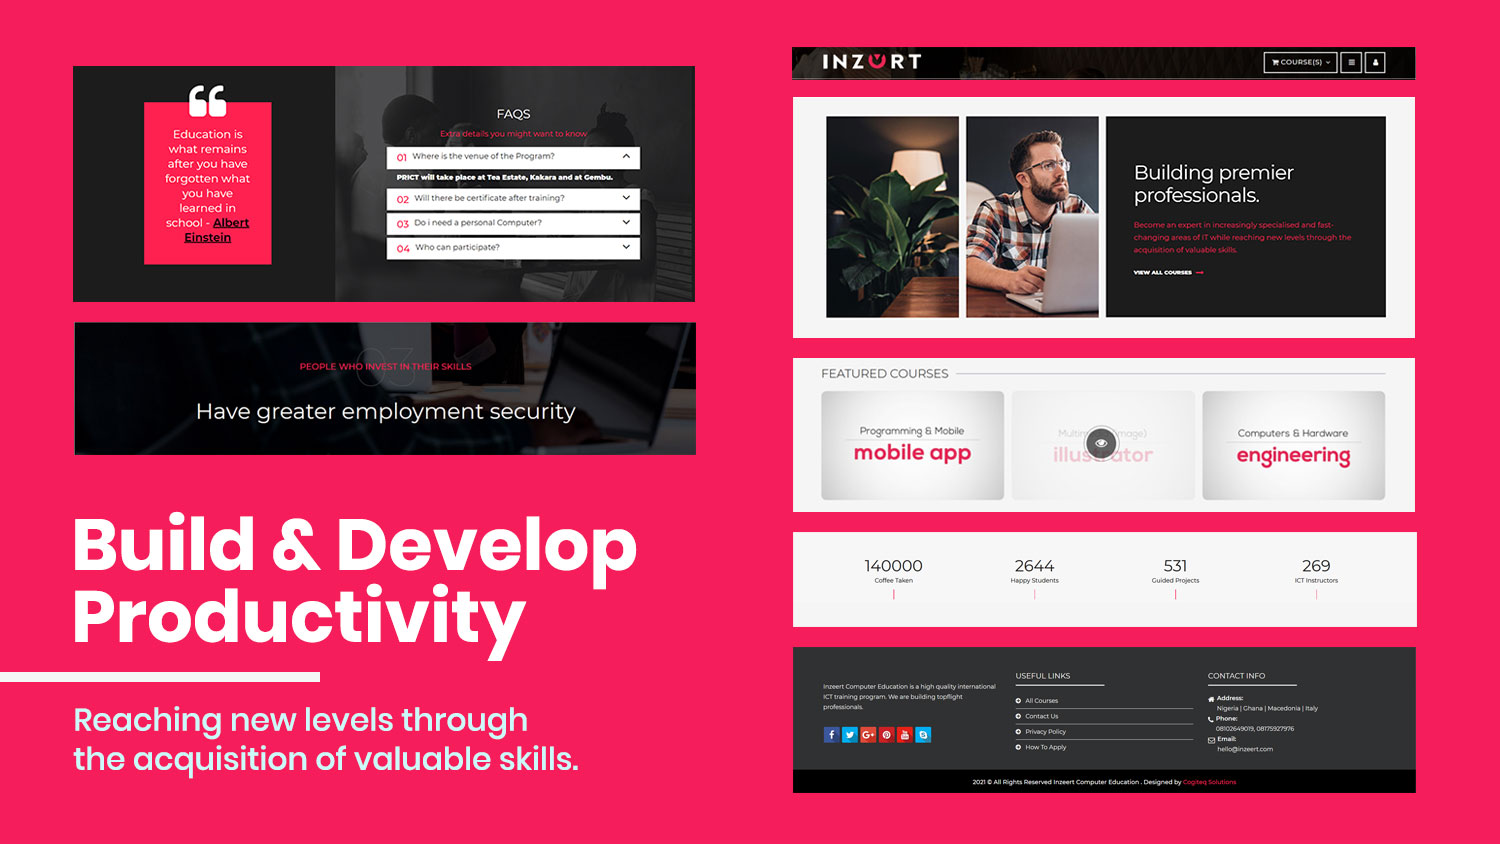 Education is
what remains
after you have
forgotten what
you have
learned in
school - Albert
Einstein
FAQS
Extra details you might want to know
01 Where is the venue of the Program?
PRICT will take place at Tea Estate, Kakara and at Gembu.
02 Will there be certificate after training?
03 Do i need a personal Computer?
04 Who can participate?
03
PEOPLE WHO INVEST IN THEIR SKILLS
Have greater employment security
Build & Develop
Productivity
Reaching new levels through
the acquisition of valuable skills.
INZURT
COURSE(S)
Building premier
professionals.
Become an expert in increasingly specialised and fast-
changing areas of IT while reaching new levels through the
acquisition of valuable skills.
VIEW ALL COURSES
FEATURED COURSES
Programming & Mobile
mobile app
Computers & Hardware
engineering
140000
Coffee Taken
2644
Happy Students
531
Guided Projects
269
ICT Instructors
Inzeert Computer Education is a high quality international
ICT training program. We are building topflight
professionals.
USEFUL LINKS
All Courses
Contact Us
Privacy Policy
How To Apply
CONTACT INFO
Address:
Nigeria | Ghana | Macedonia | Italy
Phone:
08102649019, 08175927976
Email:
hello@inzeert.com
2021 © All Rights Reserved Inzeert Computer Education . Designed by Cogiteq Solutions